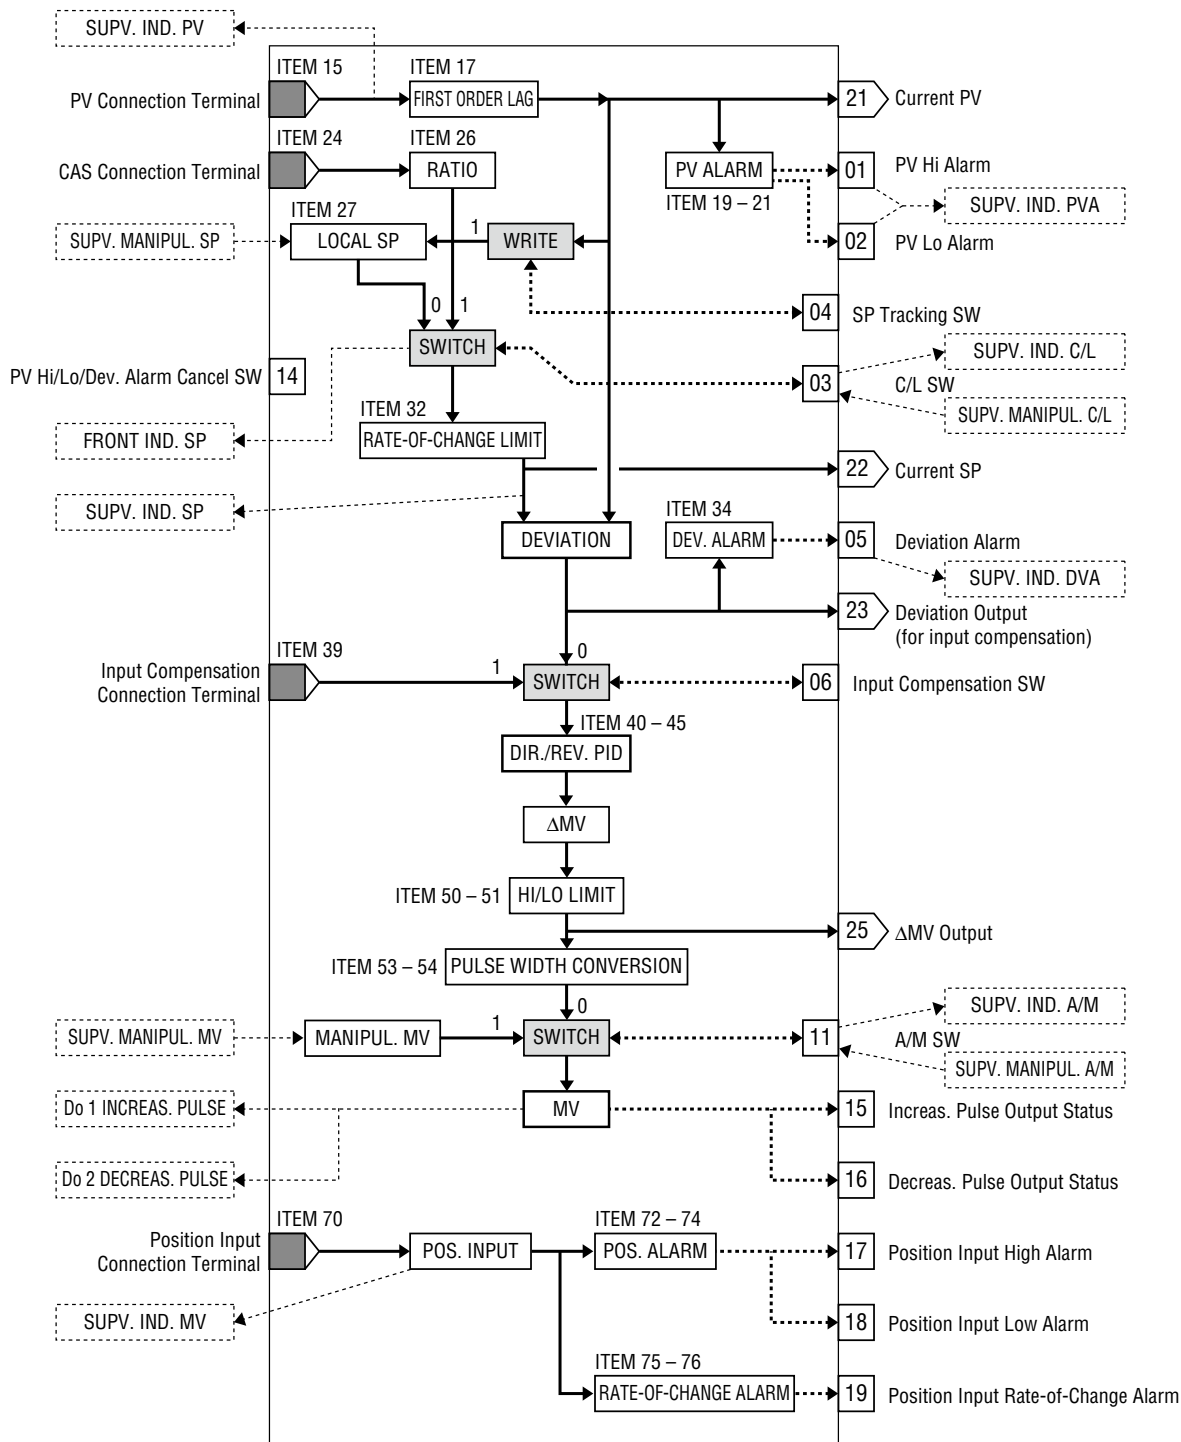 SUPV. IND. PV
ITEM 15
ITEM 17
PV Connection Terminal
FIRST ORDER LAG
21
Current PV
ITEM 24
ITEM 26
CAS Connection Terminal
RATIO
PV ALARM
01
PV Hi Alarm
ITEM 19 – 21
SUPV. IND. PVA
ITEM 27
SUPV. MANIPUL. SP
LOCAL SP
1
WRITE
02
PV Lo Alarm
0
1
04
SP Tracking SW
SWITCH
SUPV. IND. C/L
PV Hi/Lo/Dev. Alarm Cancel SW
14
03
C/L SW
SUPV. MANIPUL. C/L
ITEM 32
FRONT IND. SP
RATE-OF-CHANGE LIMIT
22
Current SP
SUPV. IND. SP
ITEM 34
DEVIATION
DEV. ALARM
05
Deviation Alarm
SUPV. IND. DVA
23
Deviation Output
(for input compensation)
ITEM 39
0
Input Compensation
Connection Terminal
1
SWITCH
06
Input Compensation SW
ITEM 40 – 45
DIR./REV. PID
ΔMV
ITEM 50 – 51
HI/LO LIMIT
25
ΔMV Output
ITEM 53 – 54
PULSE WIDTH CONVERSION
0
SUPV. IND. A/M
SUPV. MANIPUL. MV
MANIPUL. MV
1
SWITCH
11
A/M SW
SUPV. MANIPUL. A/M
Do 1 INCREAS. PULSE
MV
15
Increas. Pulse Output Status
Do 2 DECREAS. PULSE
16
Decreas. Pulse Output Status
ITEM 70
ITEM 72 – 74
Position Input
Connection Terminal
POS. INPUT
POS. ALARM
17
Position Input High Alarm
SUPV. IND. MV
18
Position Input Low Alarm
ITEM 75 – 76
RATE-OF-CHANGE ALARM
19
Position Input Rate-of-Change Alarm